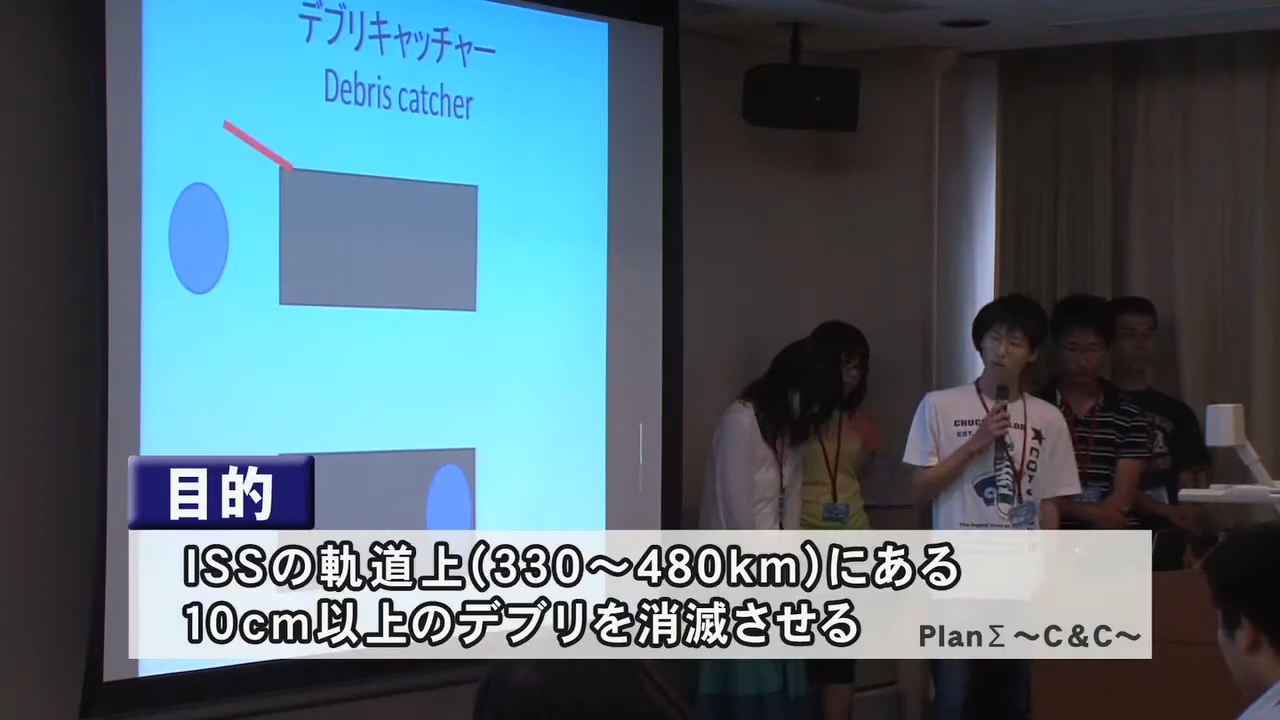 デブリキャッチャー
Debris catcher
目的
ISSの軌道上(330～480km)にある
10cm以上のデブリを消滅させる
PlanΣ～C&C～